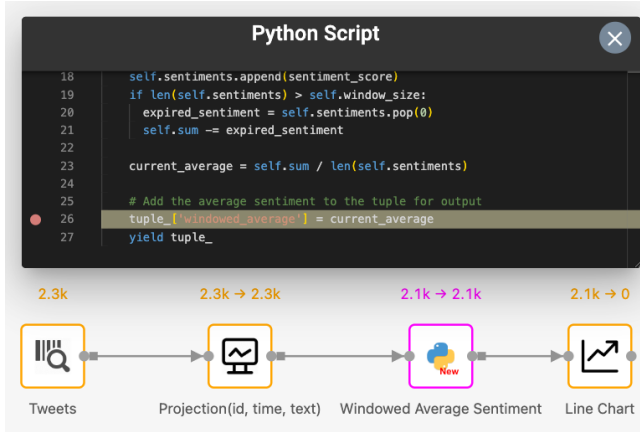 Python Script
18 self.sentiments.append(sentiment_score)
19 if len(self.sentiments) > self.window_size:
20 expired_sentiment = self.sentiments.pop(0)
21 self.sum -= expired_sentiment
22
23 current_average = self.sum / len(self.sentiments)
24
25 # Add the average sentiment to the tuple for output
26 tuple_['windowed_average'] = current_average
27 yield tuple_
2.3k 2.3k → 2.3k 2.1k → 2.1k 2.1k → 0
New
Tweets Projection(id, time, text) Windowed Average Sentiment Line Chart